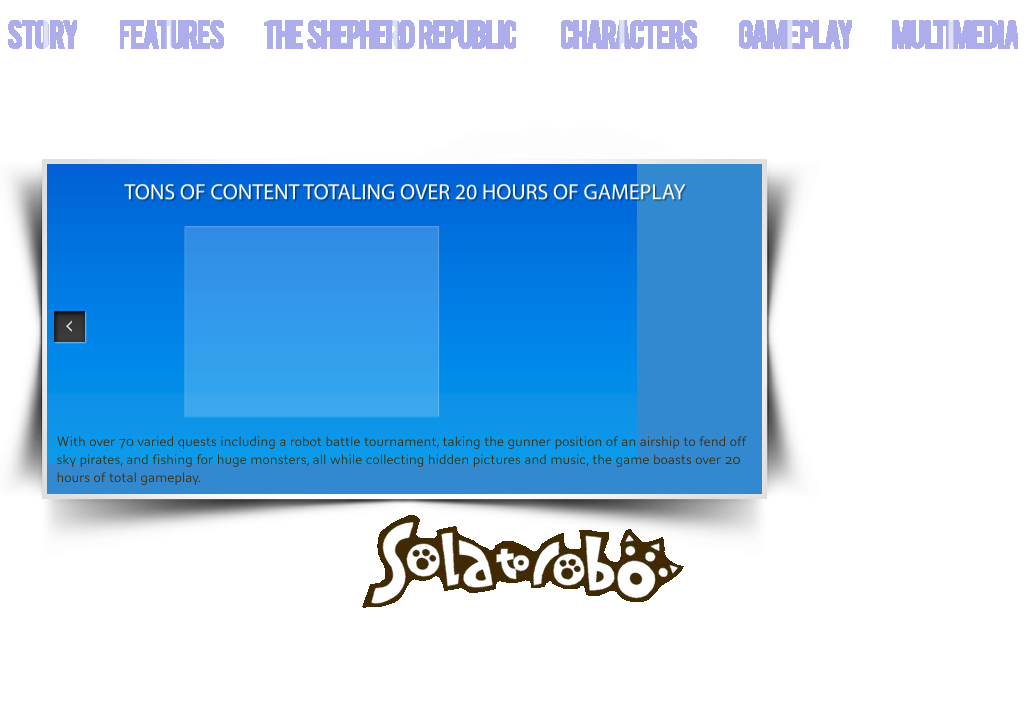 STORY FEATURES THE SHEPHERD REPUBLIC CHARACTERS GAMEPLAY MULTIMEDIA
TONS OF CONTENT TOTALING OVER 20 HOURS OF GAMEPLAY
With over 70 varied quests including a robot battle tournament, taking the gunner position of an airship to fend off
sky pirates, and fishing for huge monsters, all while collecting hidden pictures and music, the game boasts over 20
hours of total gameplay.
Solatorobo